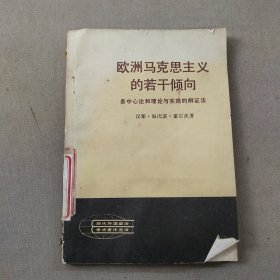 欧洲马克思主义
的若干倾向
多中心论和理论与实践的辩证法
汉斯·海因茨·霍尔茨著
现代外国政治
学术著作选译